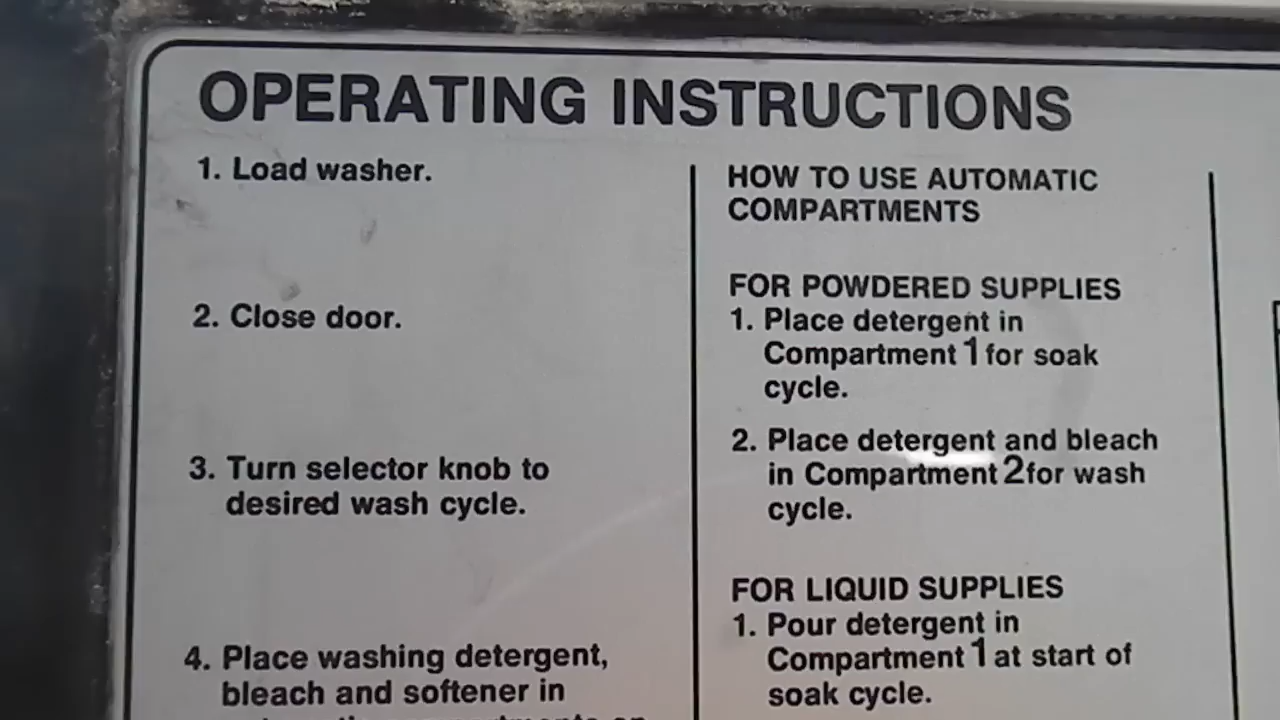 OPERATING INSTRUCTIONS
1. Load washer.
2. Close door.
3. Turn selector knob to
desired wash cycle.
4. Place washing detergent,
bleach and softener in
HOW TO USE AUTOMATIC
COMPARTMENTS
FOR POWDERED SUPPLIES
1. Place detergent in
Compartment 1 for soak
cycle.
2. Place detergent and bleach
in Compartment 2 for wash
cycle.
FOR LIQUID SUPPLIES
1. Pour detergent in
Compartment 1 at start of
soak cycle.